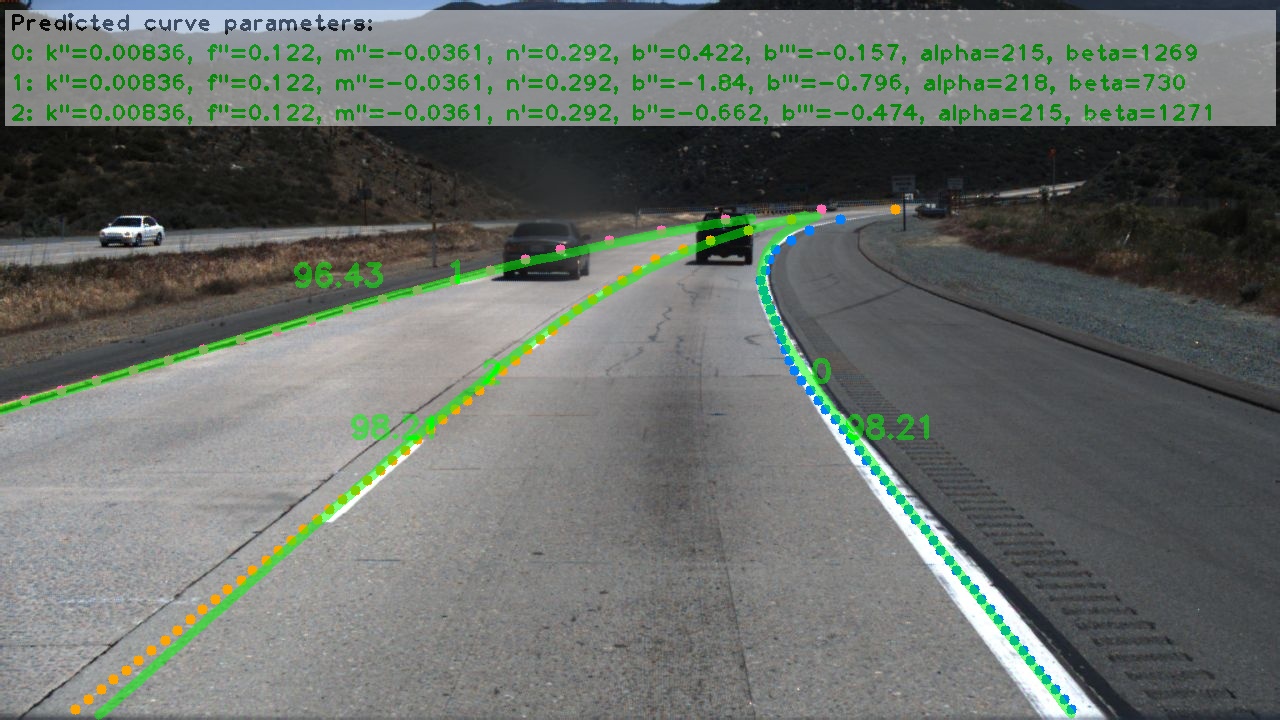 Predicted curve parameters:
0: k''=0.00836, f''=0.122, m''=-0.0361, n'=0.292, b''=0.422, b'''=-0.157, alpha=215, beta=1269
1: k''=0.00836, f''=0.122, m''=-0.0361, n'=0.292, b''=-1.84, b'''=-0.796, alpha=218, beta=730
2: k''=0.00836, f''=0.122, m''=-0.0361, n'=0.292, b''=-0.662, b'''=-0.474, alpha=215, beta=1271
96.43 1
2 0
98.21 98.21